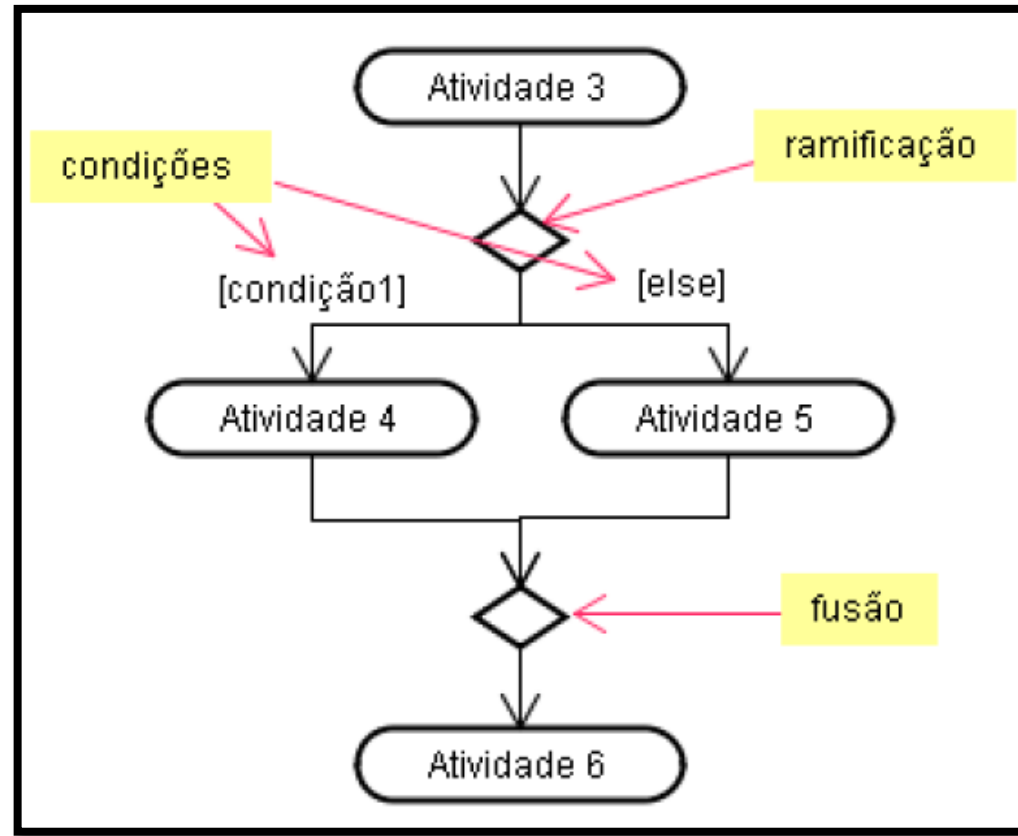 Atividade 3
condições
ramificação
[condição1]
[else]
Atividade 4
Atividade 5
fusão
Atividade 6